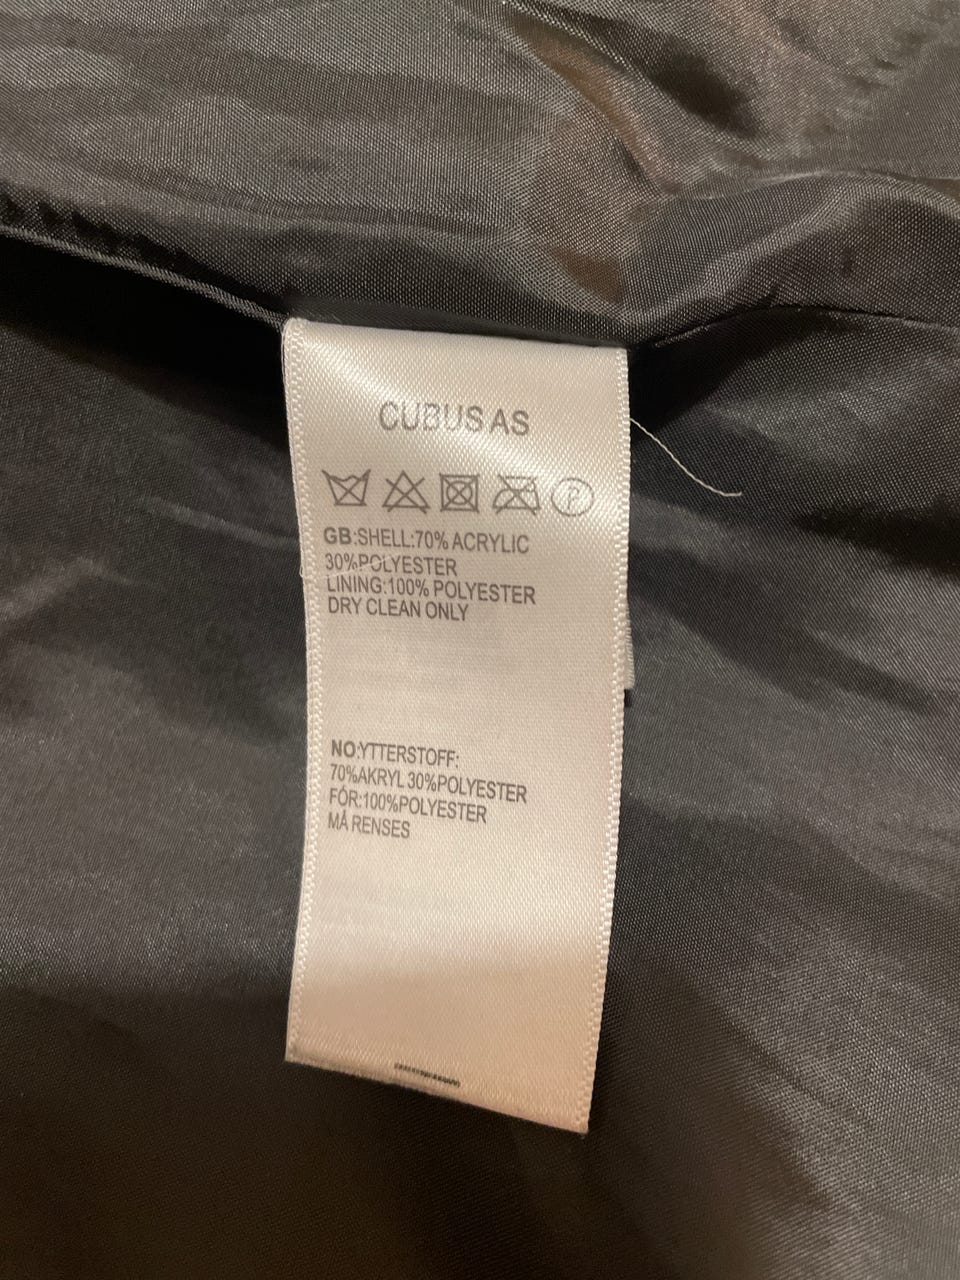 CUBUS AS
P
GB:SHELL:70% ACRYLIC
30%POLYESTER
LINING:100% POLYESTER
DRY CLEAN ONLY
NO:YTTERSTOFF:
70%AKRYL 30%POLYESTER
FÓR:100%POLYESTER
MÅ RENSES